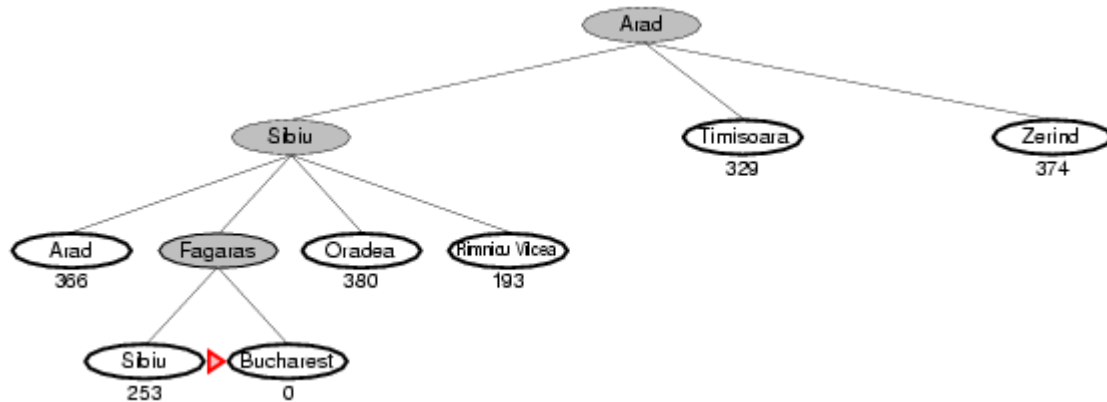 Arad
Sibiu
Timisoara
329
Zerind
374
Arad
366
Fagaras
Oradea
380
Rimnicu Vilcea
193
Sibiu
253
Bucharest
0